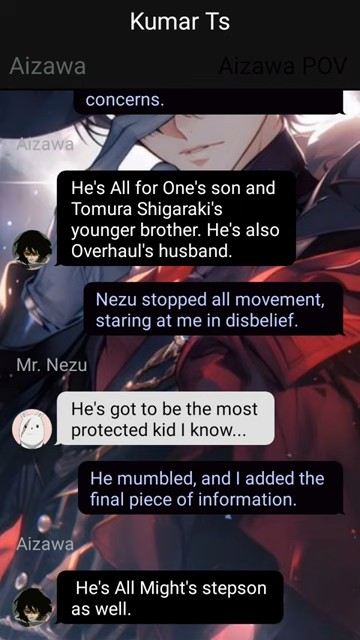 Kumar Ts
Aizawa
Aizawa POV
concerns.
Aizawa
He's All for One's son and
Tomura Shigaraki's
younger brother. He's also
Overhaul's husband.
Nezu stopped all movement,
staring at me in disbelief.
Mr. Nezu
He's got to be the most
protected kid I know...
He mumbled, and I added the
final piece of information.
Aizawa
He's All Might's stepson
as well.